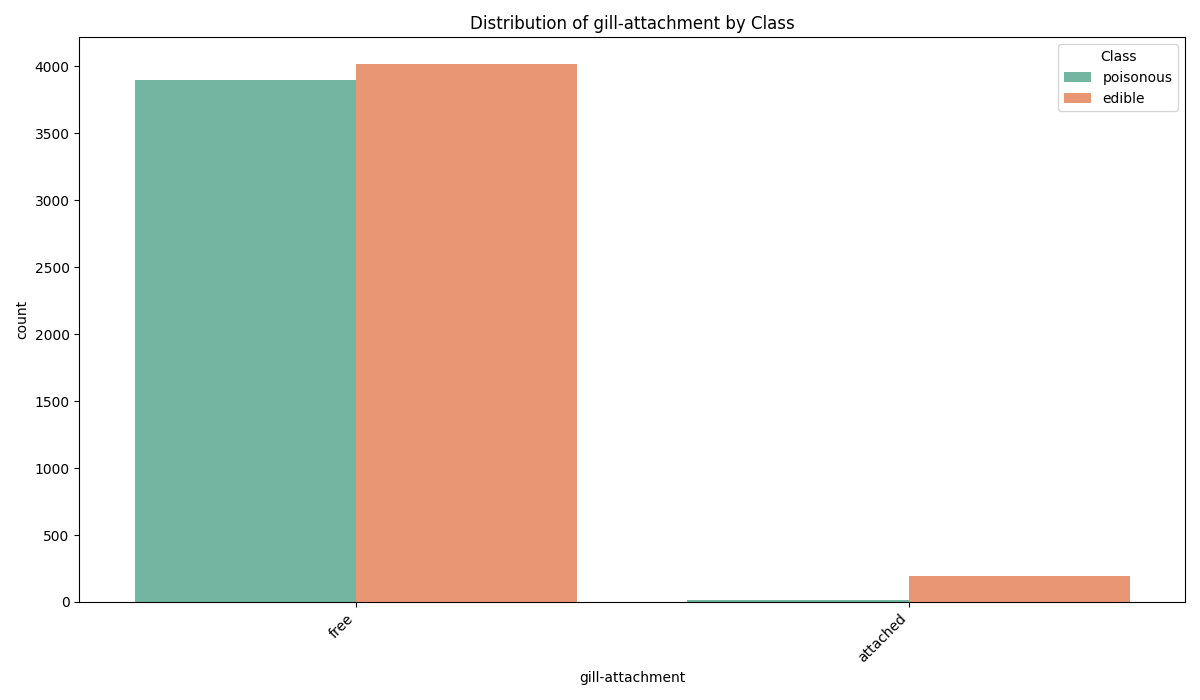 Distribution of gill-attachment by Class
Class
poisonous
edible
4000
3500
3000
2500
2000
1500
1000
500
0
count
free
attached
gill-attachment